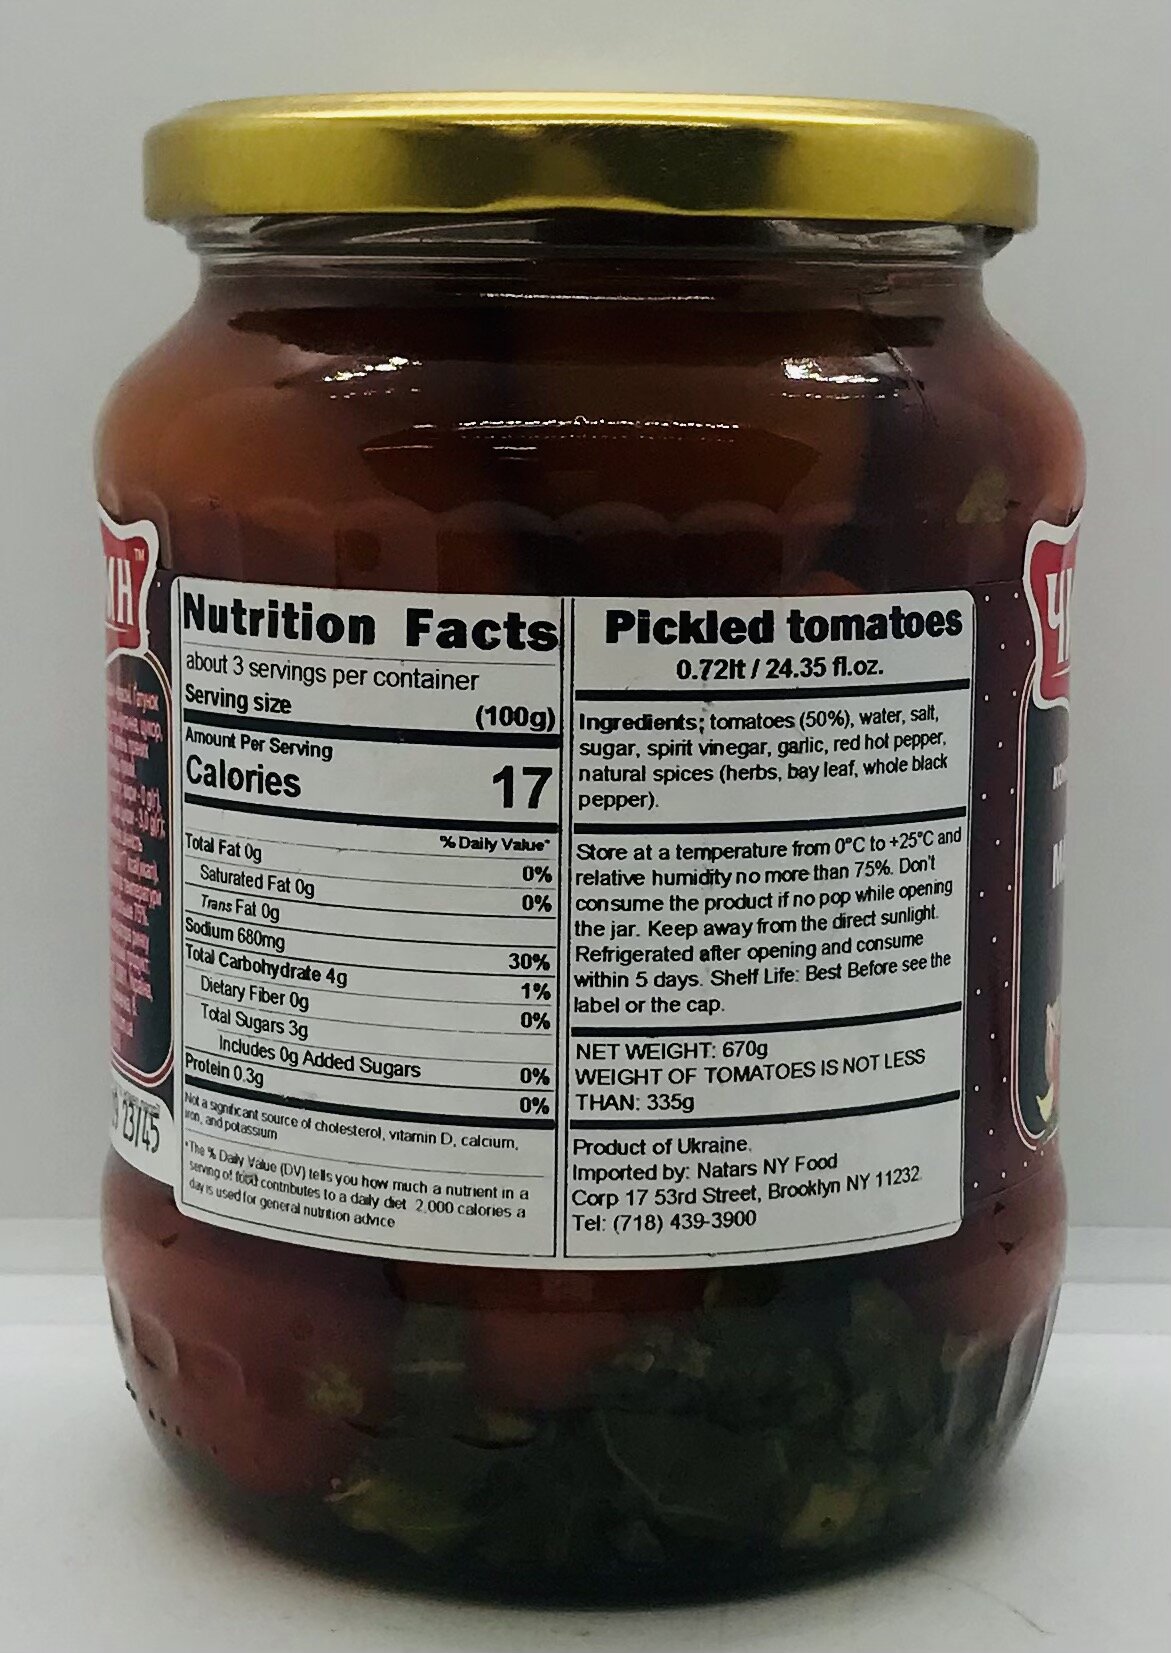 Nutrition Facts
about 3 servings per container
Serving size (100g)
Amount Per Serving
Calories 17
% Daily Value*
Total Fat 0g 0%
Saturated Fat 0g 0%
Trans Fat 0g
Sodium 680mg 30%
Total Carbohydrate 4g 1%
Dietary Fiber 0g 0%
Total Sugars 3g
Includes 0g Added Sugars 0%
Protein 0.3g 0%
Not a significant source of cholesterol, vitamin D, calcium,
iron, and potassium
*The % Daily Value (DV) tells you how much a nutrient in a
serving of food contributes to a daily diet 2,000 calories a
day is used for general nutrition advice
Pickled tomatoes
0.72lt / 24.35 fl.oz.
Ingredients; tomatoes (50%), water, salt,
sugar, spirit vinegar, garlic, red hot pepper,
natural spices (herbs, bay leaf, whole black
pepper).
Store at a temperature from 0°C to +25°C and
relative humidity no more than 75%. Don't
consume the product if no pop while opening
the jar. Keep away from the direct sunlight.
Refrigerated after opening and consume
within 5 days. Shelf Life: Best Before see the
label or the cap.
NET WEIGHT: 670g
WEIGHT OF TOMATOES IS NOT LESS
THAN: 335g
Product of Ukraine.
Imported by: Natars NY Food
Corp 17 53rd Street, Brooklyn NY 11232.
Tel: (718) 439-3900
TM
23/45